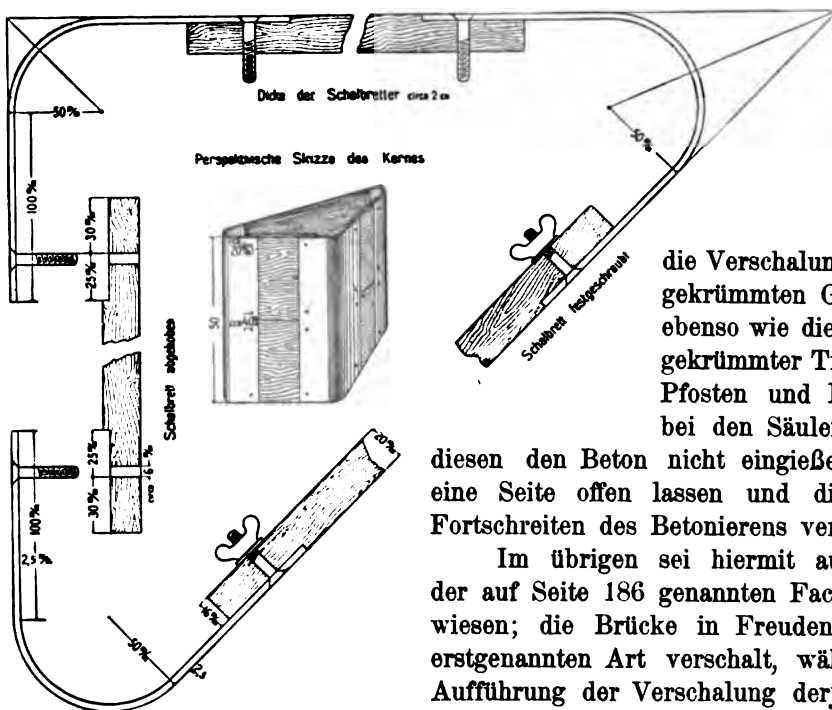 Dicke der Schalbretter circa 2 cm
50%
50%
Perspektivische Skizze des Kernes
100%
30%
25%
20%
50
Schalbrett abgehoben
Schalbrett festgeschraubt
25%
30%
circa 16%
100%
2,5%
20%
16%
50%
2,5
die Verschalun
gekrümmten G
ebenso wie die
gekrümmter Tr
Pfosten und
bei den Säulen
diesen den Beton nicht eingieße
eine Seite offen lassen und di
Fortschreiten des Betonierens ver
Im übrigen sei hiermit au
der auf Seite 186 genannten Fac
wiesen; die Brücke in Freuden
erstgenannten Art verschalt, wäh
Aufführung der Verschalung der